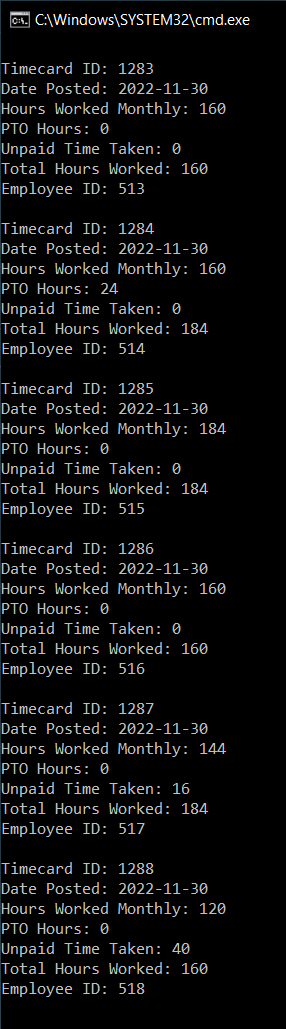 C:\Windows\SYSTEM32\cmd.exe
Timecard ID: 1283
Date Posted: 2022-11-30
Hours Worked Monthly: 160
PTO Hours: 0
Unpaid Time Taken: 0
Total Hours Worked: 160
Employee ID: 513
Timecard ID: 1284
Date Posted: 2022-11-30
Hours Worked Monthly: 160
PTO Hours: 24
Unpaid Time Taken: 0
Total Hours Worked: 184
Employee ID: 514
Timecard ID: 1285
Date Posted: 2022-11-30
Hours Worked Monthly: 184
PTO Hours: 0
Unpaid Time Taken: 0
Total Hours Worked: 184
Employee ID: 515
Timecard ID: 1286
Date Posted: 2022-11-30
Hours Worked Monthly: 160
PTO Hours: 0
Unpaid Time Taken: 0
Total Hours Worked: 160
Employee ID: 516
Timecard ID: 1287
Date Posted: 2022-11-30
Hours Worked Monthly: 144
PTO Hours: 0
Unpaid Time Taken: 16
Total Hours Worked: 184
Employee ID: 517
Timecard ID: 1288
Date Posted: 2022-11-30
Hours Worked Monthly: 120
PTO Hours: 0
Unpaid Time Taken: 40
Total Hours Worked: 160
Employee ID: 518